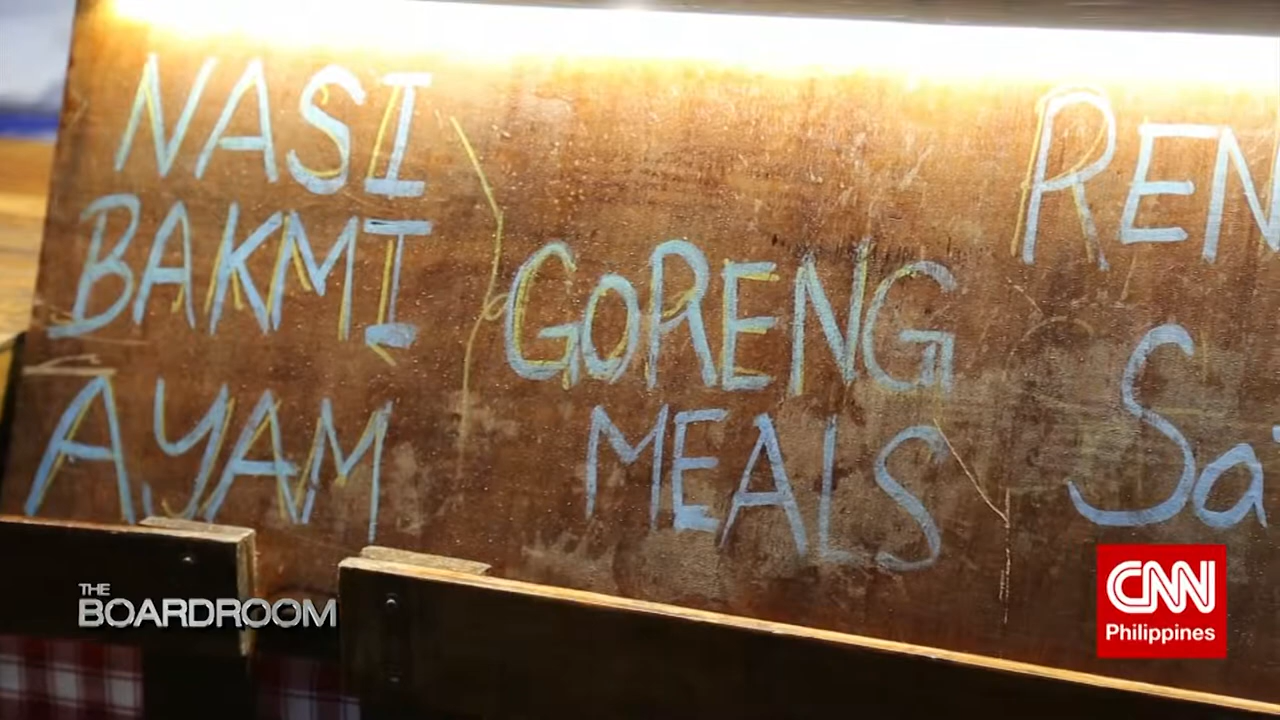 NASI
BAKMI
AYAM
GORENG
MEALS
THE
BOARDROOM
CNN
Philippines